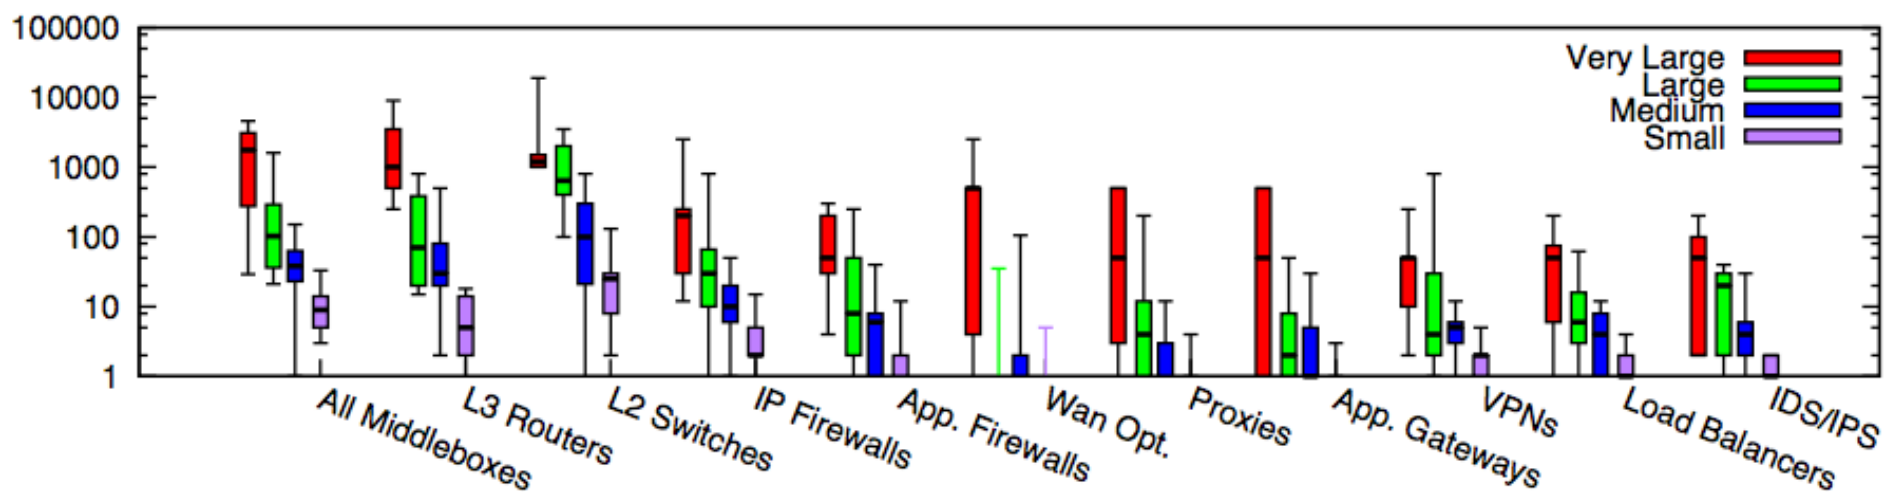 100000
10000
1000
100
10
1
Very Large
Large
Medium
Small
All Middleboxes
L3 Routers
L2 Switches
IP Firewalls
App. Firewalls
Wan Opt.
Proxies
App. Gateways
VPNs
Load Balancers
IDS/IPS